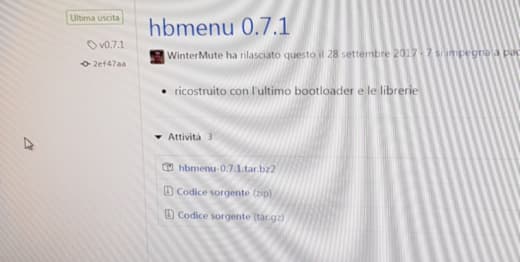 Ultima uscita
v0.7.1
2ef47aa
hbmenu 0.7.1
WinterMute ha rilasciato questo il 28 settembre 2017 · 7 si impegna a
ricostruito con l'ultimo bootloader e le librerie
Attività 3
hbmenu-0.7.1.tar.bz2
Codice sorgente (zip)
Codice sorgente (tar.gz)